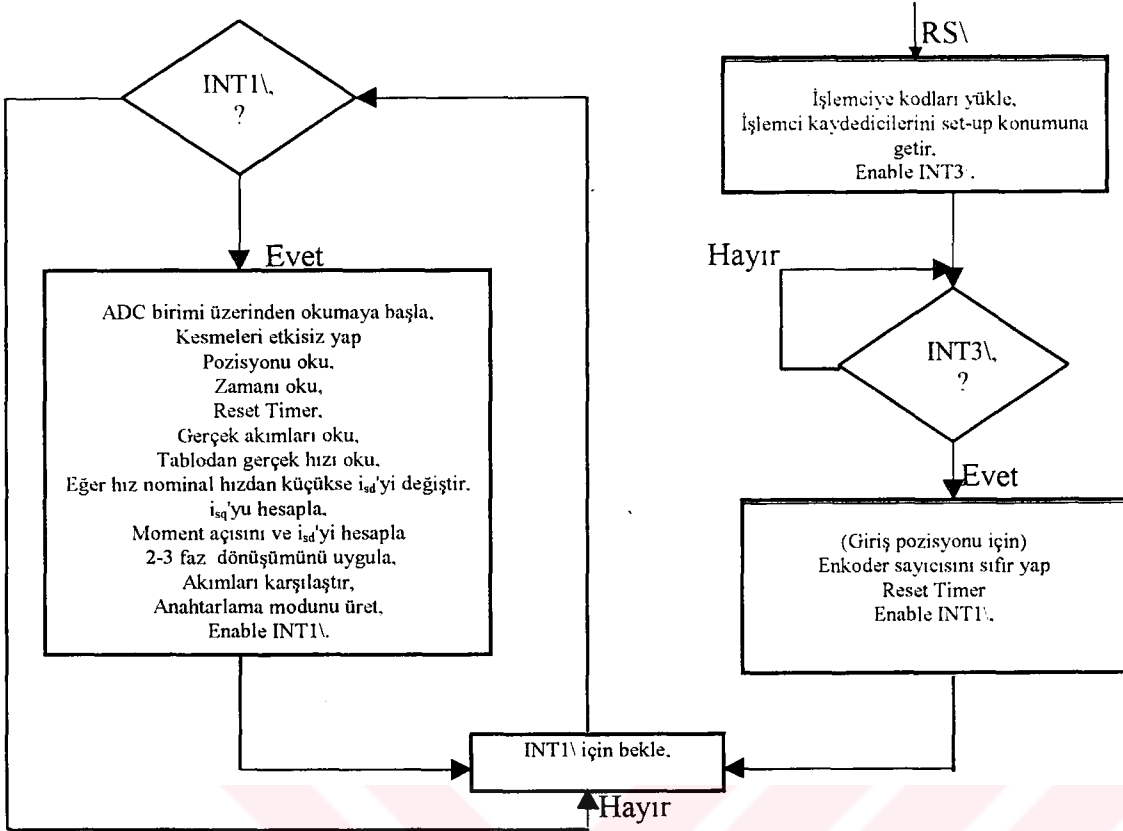 RS\
İşlemciye kodları yükle,
İşlemci kaydedicilerini set-up konumuna
getir.
Enable INT3 .
Hayır
INT3\,
?
Evet
(Giriş pozisyonu için)
Enkoder sayıcısını sıfir yap
Reset Timer
Enable INT1\.
INT1\ için bekle.
INT1\,
?
Evet
ADC birimi üzerinden okumaya başla,
Kesmeleri etkisiz yap
Pozisyonu oku,
Zamanı oku,
Reset Timer.
Gerçek akımları oku,
Tablodan gerçek hızı oku,
Eğer hız nominal hızdan küçükse isd'yi değiştir.
isq'yu hesapla,
Moment açısını ve isd'yi hesapla
2-3 faz dönüşümünü uygula,
Akımları karşılaştır,
Anahtarlama modunu üret,
Enable INT1\.
Hayır